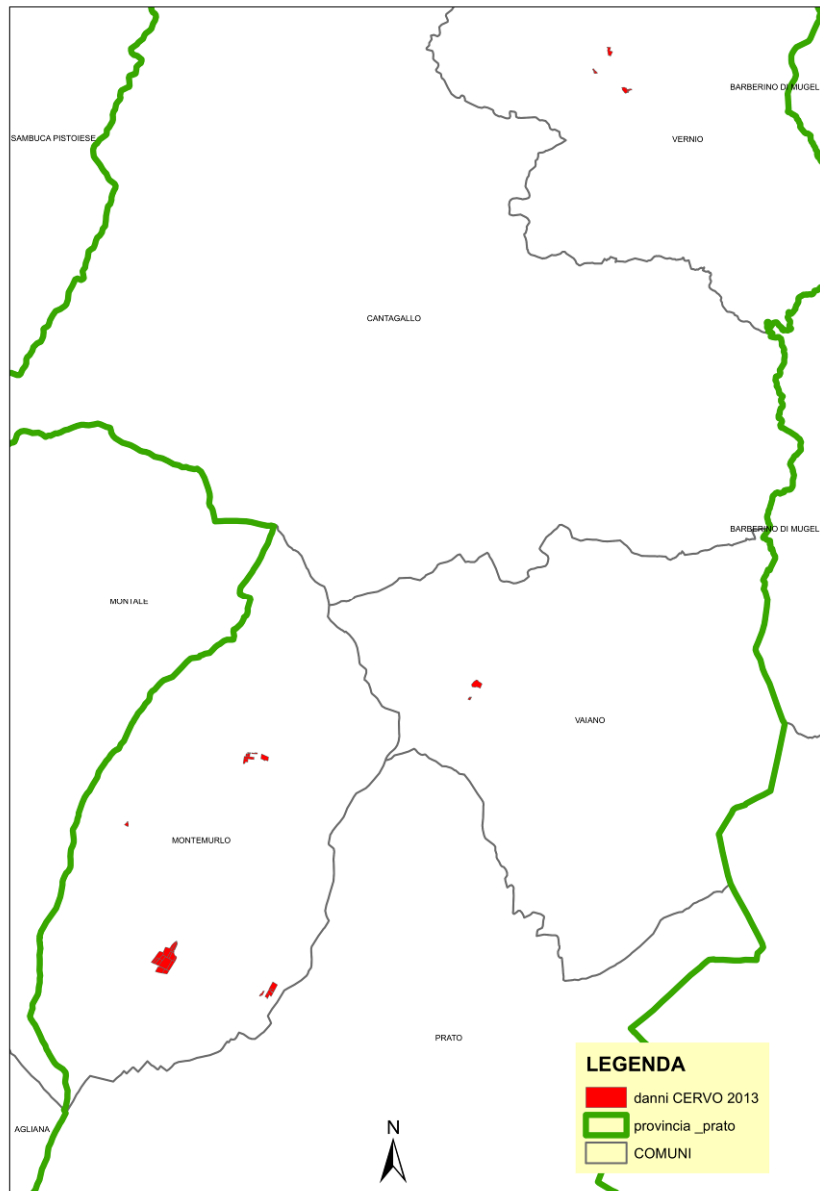 BARBERINO DI MUGEL
SAMBUCA PISTOIESE
VERNIO
CANTAGALLO
BARBERINO DI MUGEL
MONTALE
VAIANO
MONTEMURLO
PRATO
LEGENDA
danni CERVO 2013
provincia _prato
COMUNI
AGLIANA
N